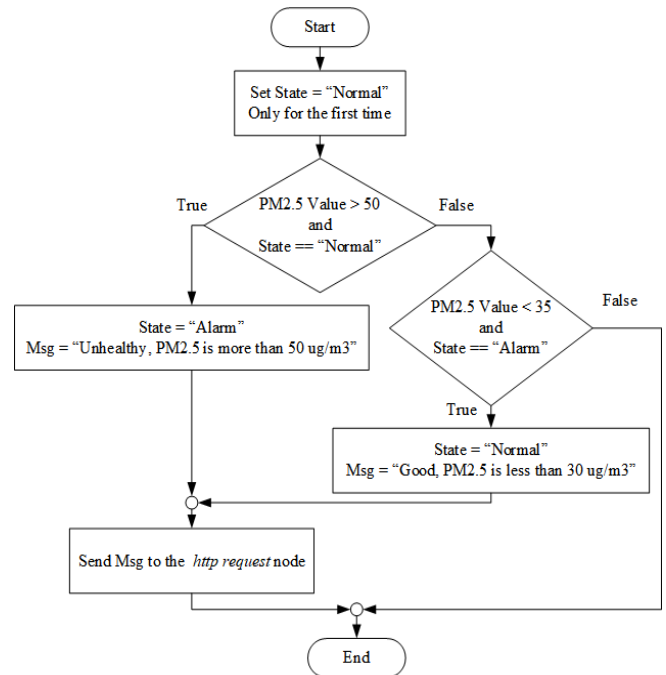 Start
Set State = “Normal”
Only for the first time
PM2.5 Value > 50
and
State == “Normal”
True
False
PM2.5 Value < 35
and
State == “Alarm”
False
True
State = “Alarm”
Msg = “Unhealthy, PM2.5 is more than 50 ug/m3”
State = “Normal”
Msg = “Good, PM2.5 is less than 30 ug/m3”
Send Msg to the http request node
End